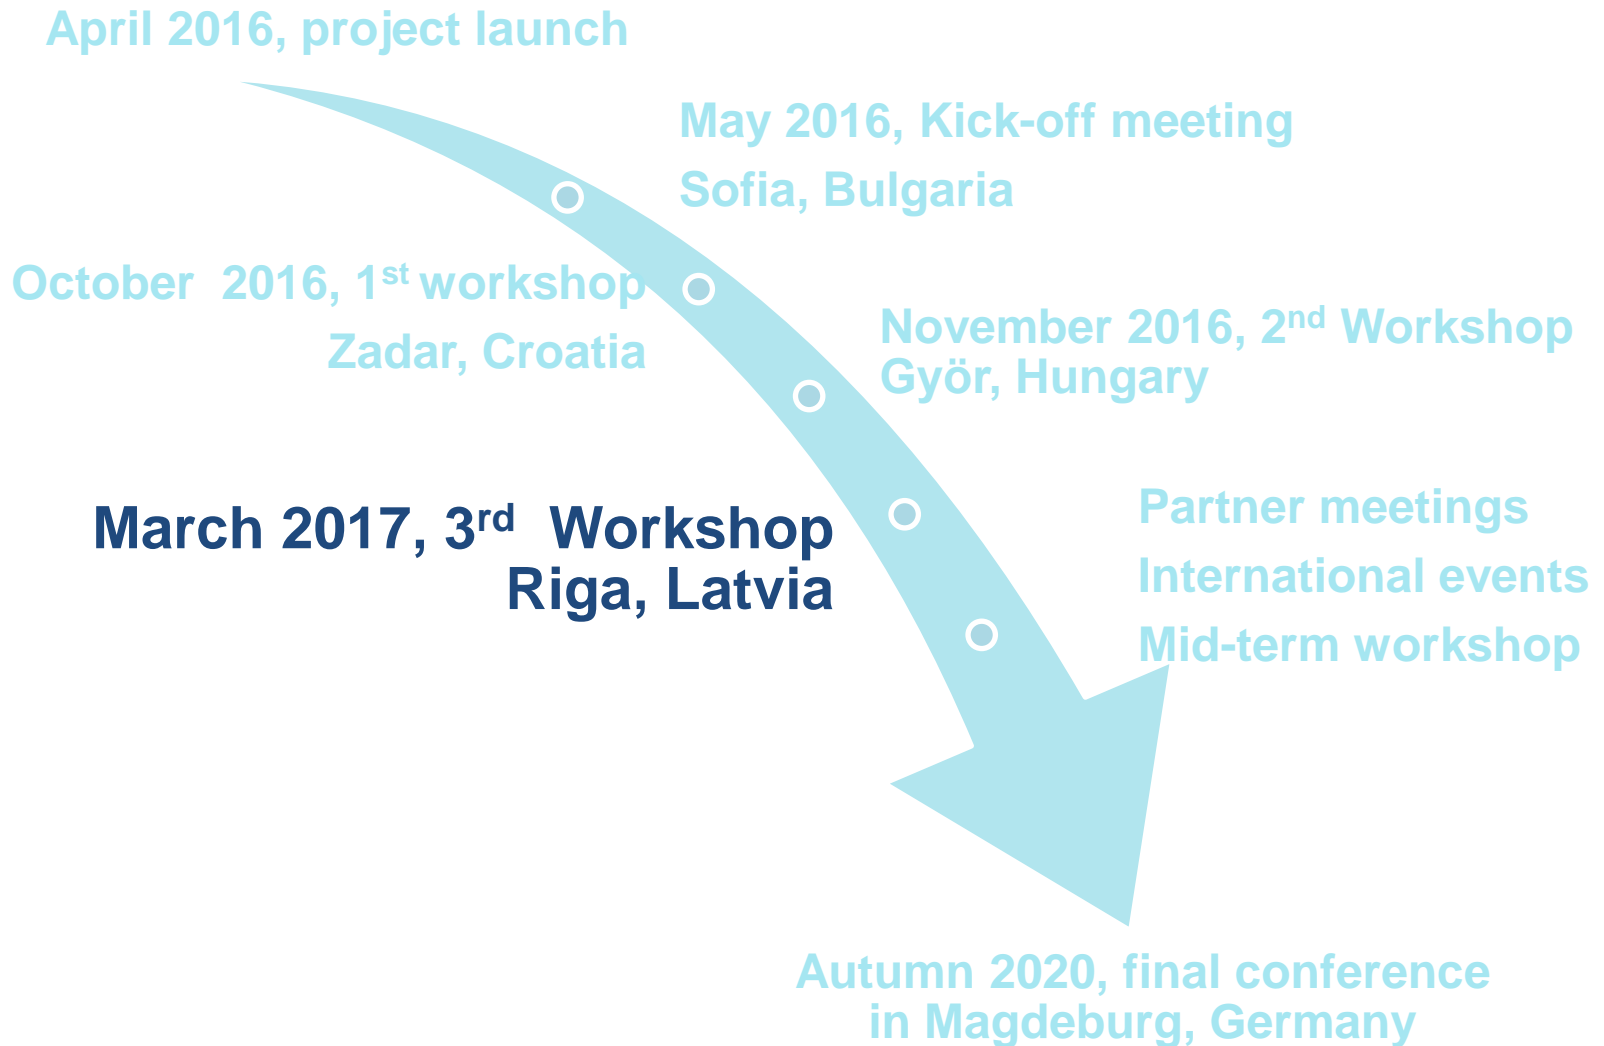 April 2016, project launch
May 2016, Kick-off meeting
Sofia, Bulgaria
October  2016, 1st workshop
Zadar, Croatia
November 2016, 2nd Workshop
Györ, Hungary
March 2017, 3rd  Workshop
Riga, Latvia
Partner meetings
International events
Mid-term workshop
Autumn 2020, final conference
in Magdeburg, Germany